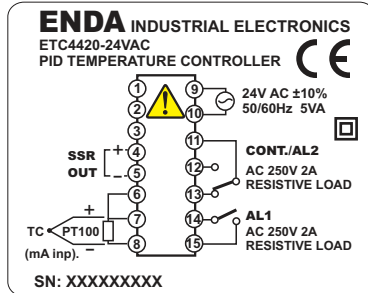 ENDA INDUSTRIAL ELECTRONICS
ETC4420-24VAC
PID TEMPERATURE CONTROLLER CE
1
2
3
SSR + 4
OUT - 5
6
+ 7
TC PT100
- 8
(mA inp).
9
10
24V AC ±10%
50/60Hz 5VA
11
CONT./AL2
12
AC 250V 2A
13
RESISTIVE LOAD
14
AL1
AC 250V 2A
15
RESISTIVE LOAD
SN: XXXXXXXXX